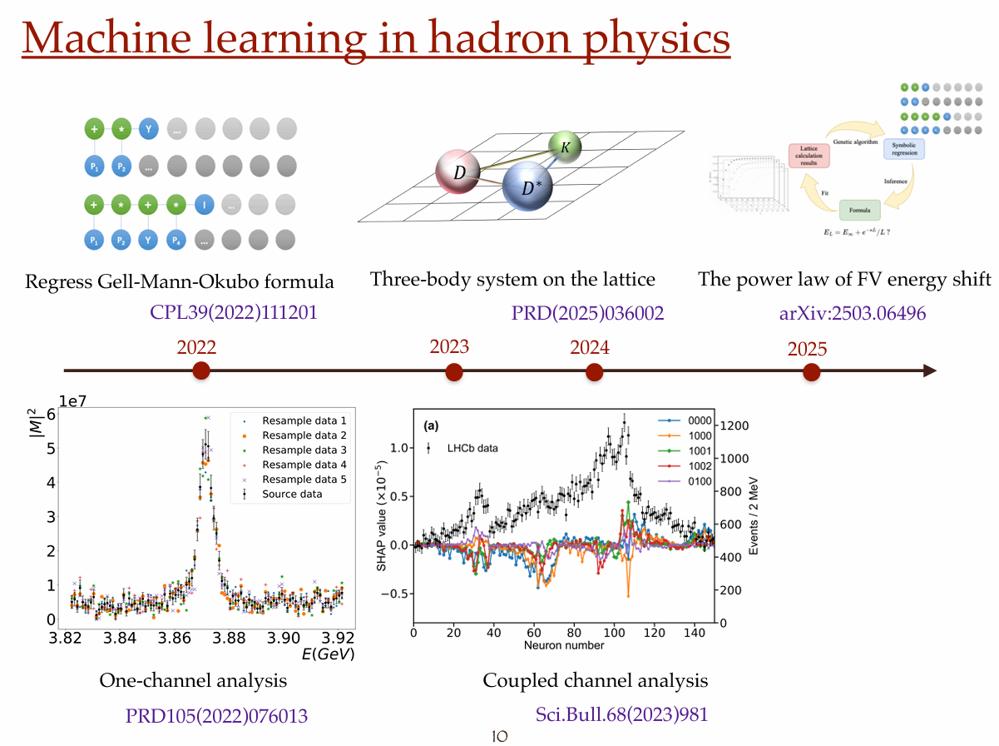 Machine learning in hadron physics
+ * Y ...
P1 P2 ...
+ * + * I ...
P1 P2 Y P4 ...
Regress Gell-Mann-Okubo formula
CPL39(2022)111201
D K D*
Three-body system on the lattice
PRD(2025)036002
Genetic algorithm
Lattice calculation results
Symbolic regression
Inference
Fit
Formula
E_L = E_∞ + e^{-κL}/L ?
The power law of FV energy shift
arXiv:2503.06496
2022 2023 2024 2025
1e7
|M|²
6
5
4
3
2
1
0
3.82 3.84 3.86 3.88 3.90 3.92
E(GeV)
Resample data 1
Resample data 2
Resample data 3
Resample data 4
Resample data 5
Source data
One-channel analysis
PRD105(2022)076013
(a)
LHCb data
0000
1000
1001
1002
0100
SHAP value (×10⁻⁵)
1.0
0.5
0.0
−0.5
0 20 40 60 80 100 120 140
Neuron number
1200
1000
800
600
400
200
0
Events / 2 MeV
Coupled channel analysis
Sci.Bull.68(2023)981
10